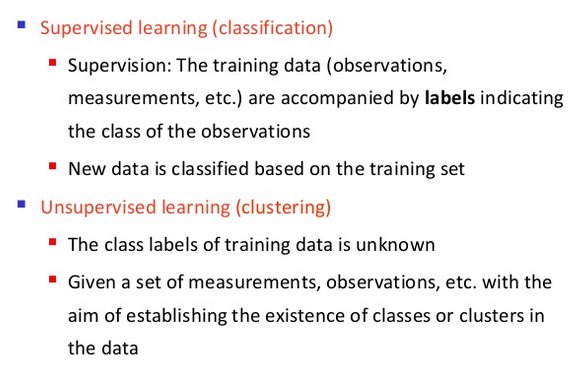 Supervised learning (classification)
Supervision: The training data (observations,
measurements, etc.) are accompanied by labels indicating
the class of the observations
New data is classified based on the training set
Unsupervised learning (clustering)
The class labels of training data is unknown
Given a set of measurements, observations, etc. with the
aim of establishing the existence of classes or clusters in
the data